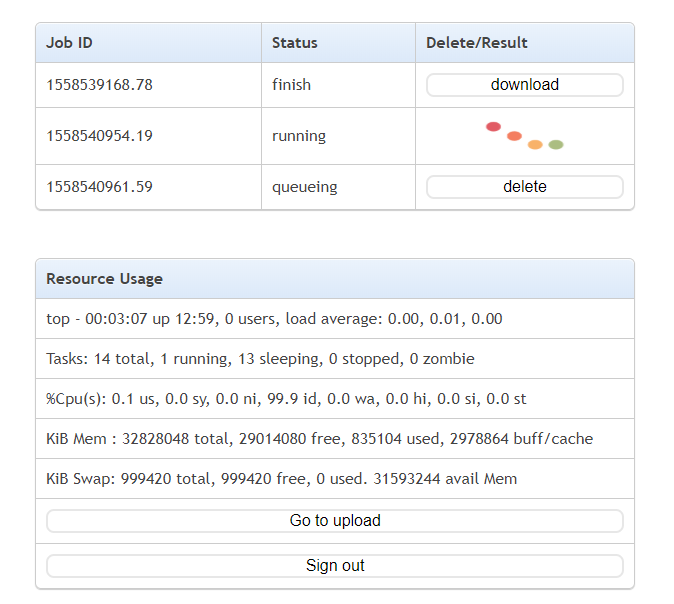 Job ID Status Delete/Result
1558539168.78 finish download
1558540954.19 running
1558540961.59 queueing delete
Resource Usage
top - 00:03:07 up 12:59, 0 users, load average: 0.00, 0.01, 0.00
Tasks: 14 total, 1 running, 13 sleeping, 0 stopped, 0 zombie
%Cpu(s): 0.1 us, 0.0 sy, 0.0 ni, 99.9 id, 0.0 wa, 0.0 hi, 0.0 si, 0.0 st
KiB Mem : 32828048 total, 29014080 free, 835104 used, 2978864 buff/cache
KiB Swap: 999420 total, 999420 free, 0 used. 31593244 avail Mem
Go to upload
Sign out